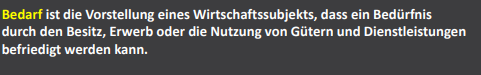 Bedarf ist die Vorstellung eines Wirtschaftssubjekts, dass ein Bedürfnis
durch den Besitz, Erwerb oder die Nutzung von Gütern und Dienstleistungen
befriedigt werden kann.